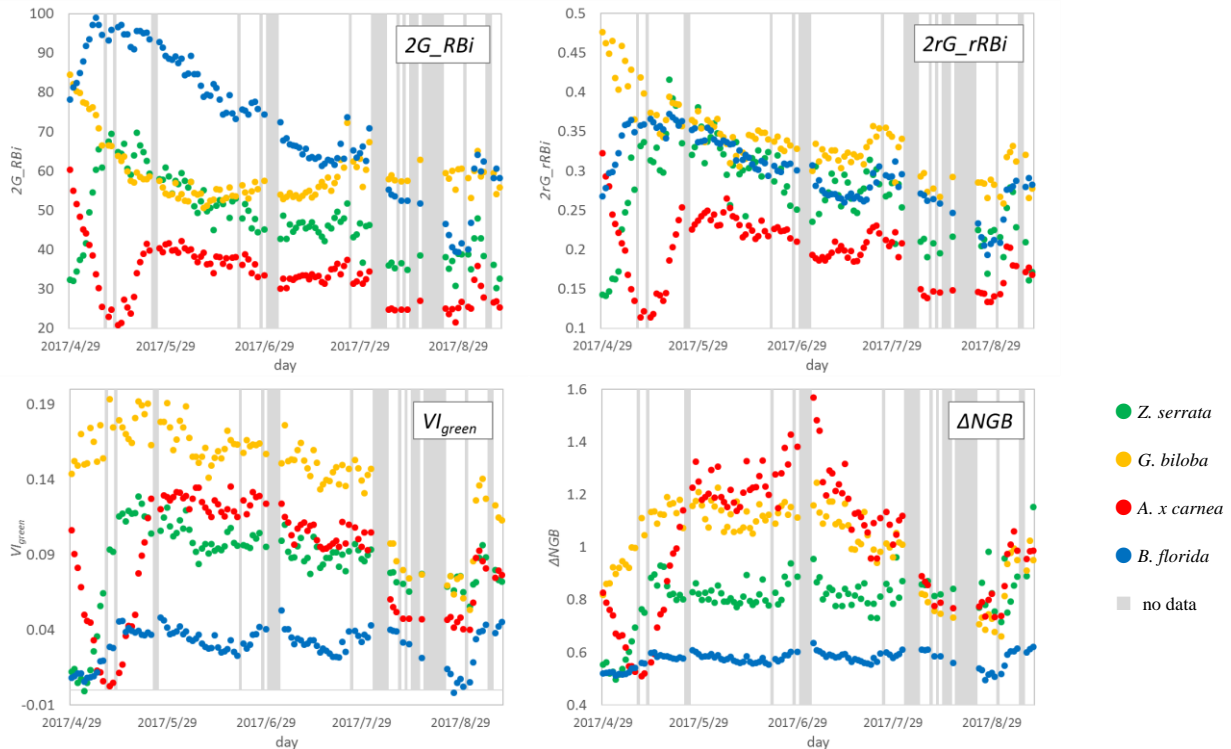 2G_RBi
100
90
80
70
60
50
40
30
20
2G_RBi
2017/4/29
2017/5/29
2017/6/29
2017/7/29
2017/8/29
day
2rG_rRBi
0.5
0.45
0.4
0.35
0.3
0.25
0.2
0.15
0.1
2rG_rRBi
2017/4/29
2017/5/29
2017/6/29
2017/7/29
2017/8/29
day
VIgreen
0.19
0.14
0.09
0.04
-0.01
VIgreen
2017/4/29
2017/5/29
2017/6/29
2017/7/29
2017/8/29
day
ΔNGB
1.6
1.4
1.2
1
0.8
0.6
0.4
ΔNGB
2017/4/29
2017/5/29
2017/6/29
2017/7/29
2017/8/29
day
Z. serrata
G. biloba
A. x carnea
B. florida
no data